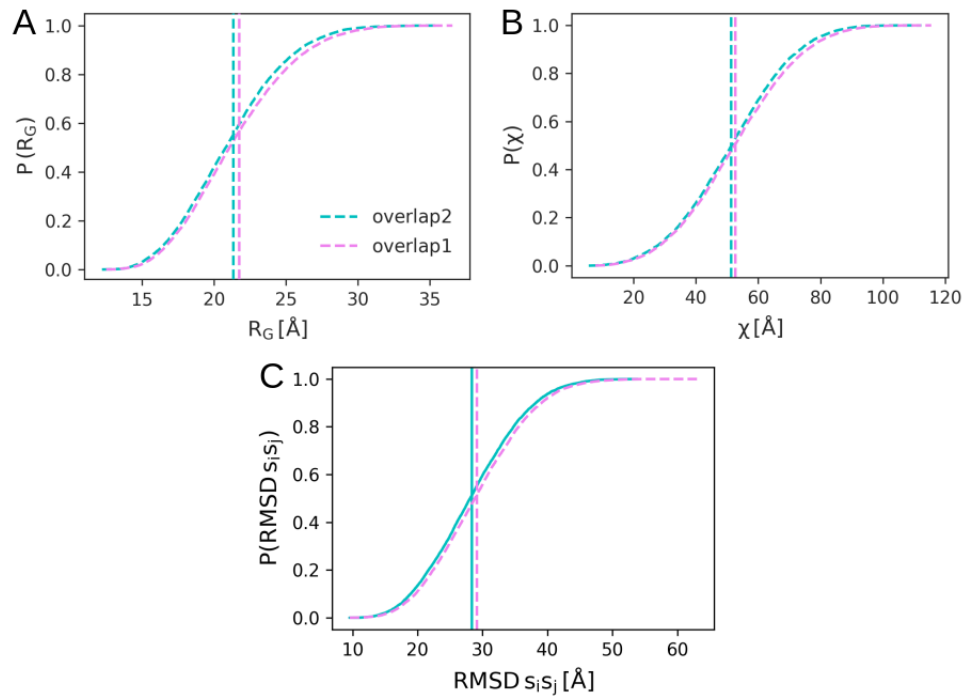 A
P (R_G)
1.0
0.8
0.6
0.4
0.2
0.0
overlap2
overlap1
15 20 25 30 35
R_G [Å]
B
P(χ)
1.0
0.8
0.6
0.4
0.2
0.0
20 40 60 80 100 120
χ [Å]
C
P(RMSD s_i s_j)
1.0
0.8
0.6
0.4
0.2
0.0
10 20 30 40 50 60
RMSD s_i s_j [Å]